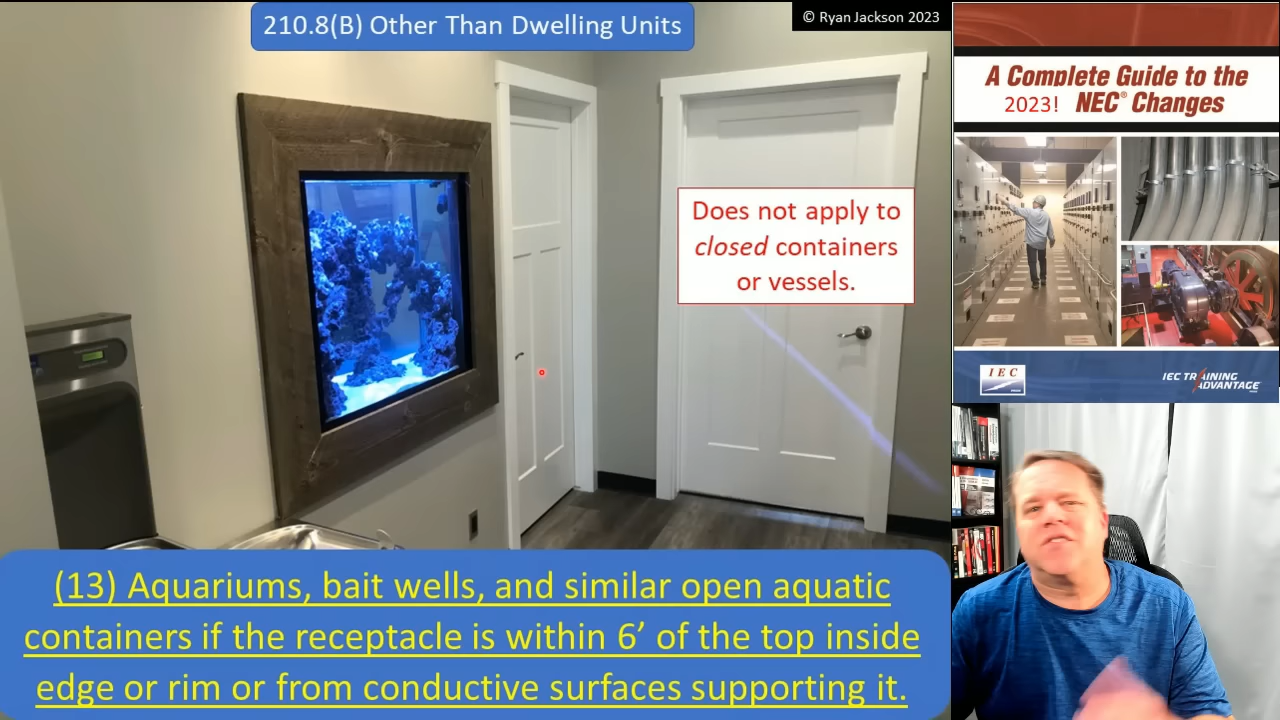 210.8(B) Other Than Dwelling Units
© Ryan Jackson 2023
A Complete Guide to the
2023! NEC® Changes
Does not apply to
closed containers
or vessels.
IEC
IEC TRAINING
ADVANTAGE
(13) Aquariums, bait wells, and similar open aquatic
containers if the receptacle is within 6’ of the top inside
edge or rim or from conductive surfaces supporting it.